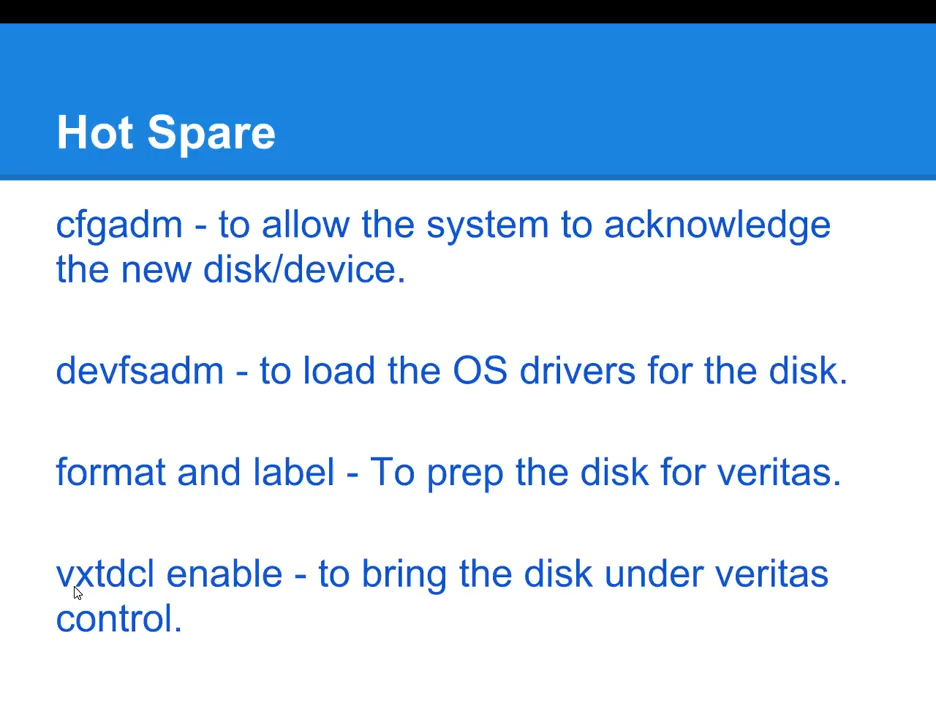 Hot Spare
cfgadm - to allow the system to acknowledge
the new disk/device.
devfsadm - to load the OS drivers for the disk.
format and label - To prep the disk for veritas.
vxtdcl enable - to bring the disk under veritas
control.